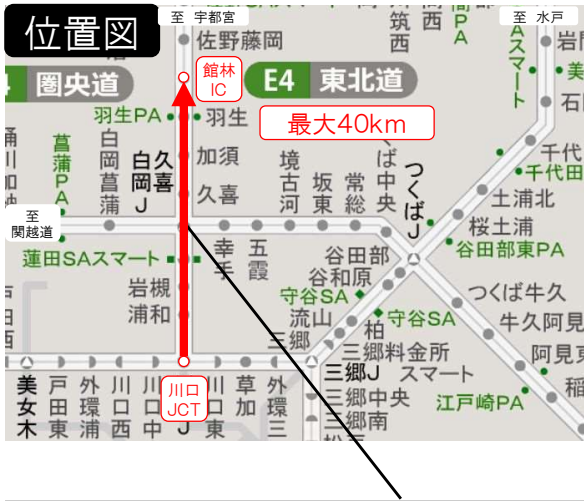 位置図
至 宇都宮
至 水戸
佐野藤岡
筑西
館林
IC
圏央道
E4 東北道
最大40km
羽生PA
羽生
菖蒲PA
白岡菖蒲
久喜白岡J
加須
久喜
境古河
坂東
常総
つくば中央
つくばJ
千代田
土浦北
桜土浦
谷田部東PA
至
関越道
蓮田SAスマート
幸手
五霞
谷田部
谷和原
守谷SA
守谷SA
つくば牛久
牛久阿見
岩槻
浦和
流山
柏
三郷
三郷料金所
スマート
三郷J
三郷中央
三郷南
江戸崎PA
川口
JCT
美女木
戸田東
外環浦
川口西
川口中
川口東
草加
外環三